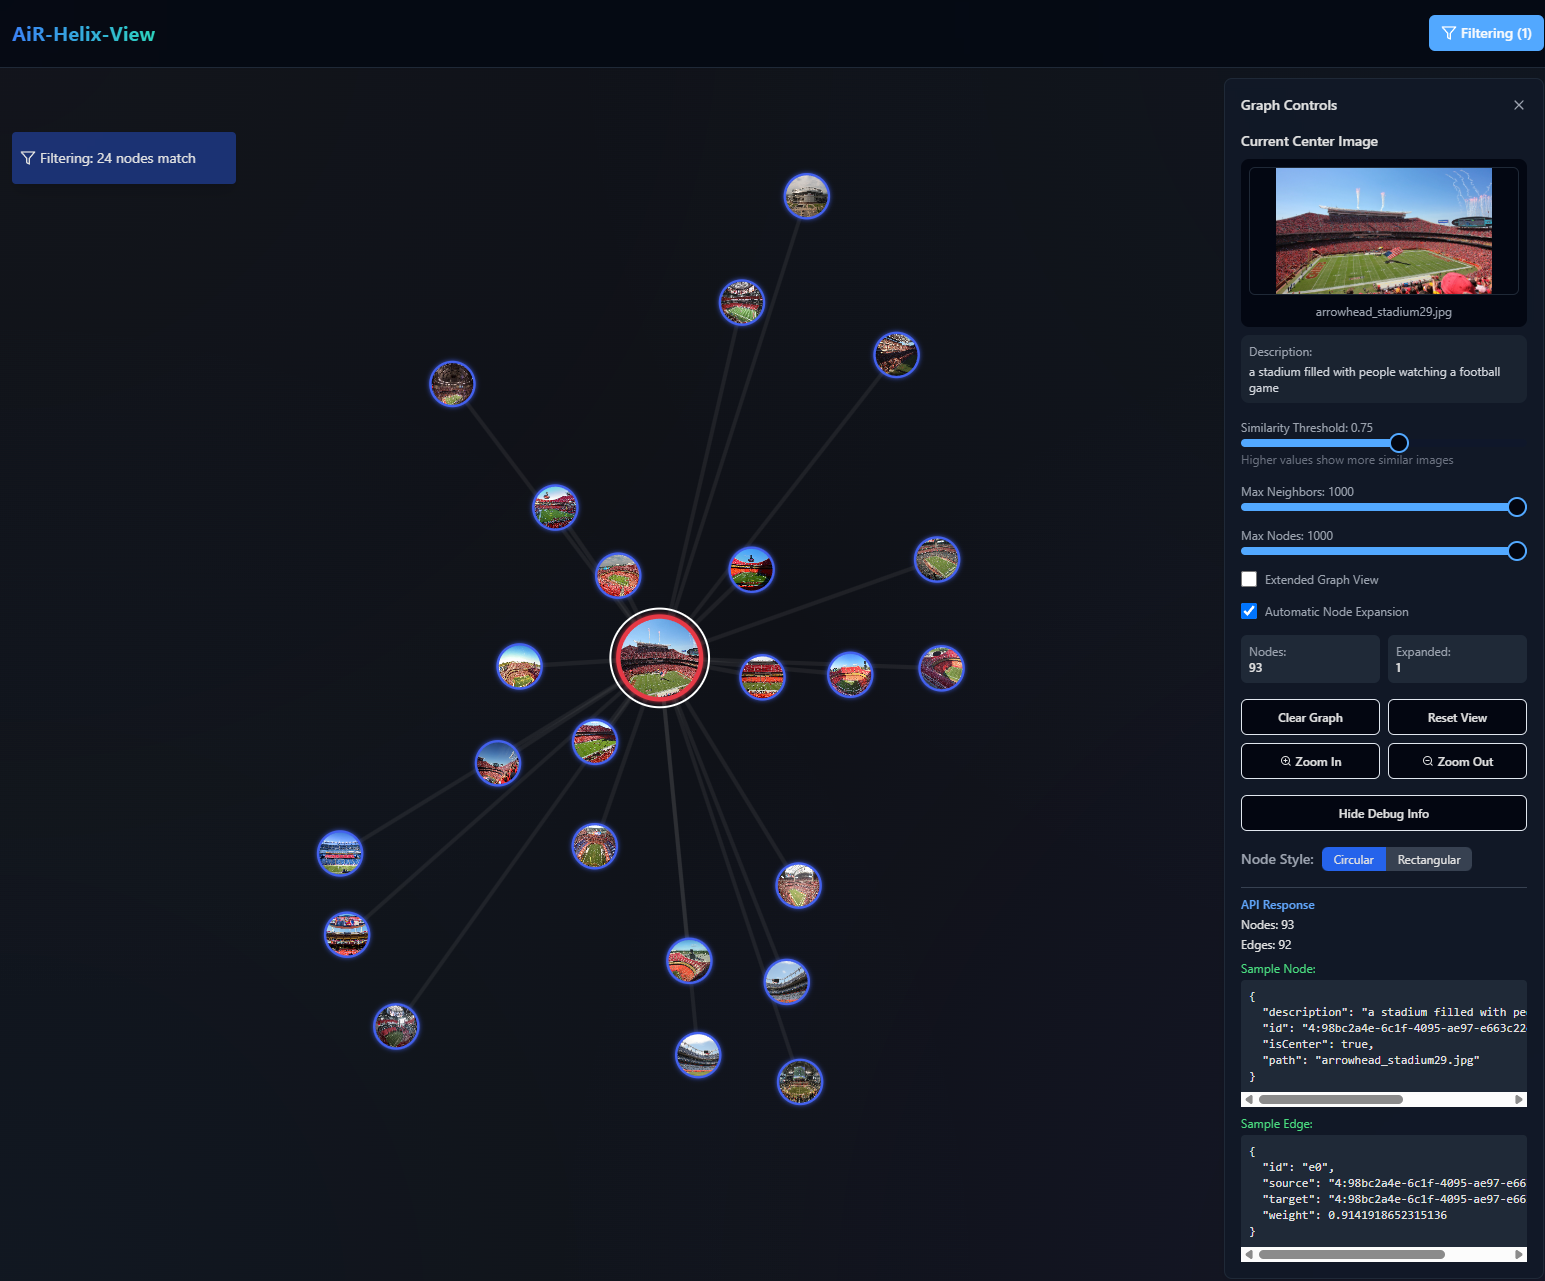 AiR-Helix-View
Filtering (1)
Filtering: 24 nodes match
Graph Controls
Current Center Image
arrowhead_stadium29.jpg
Description:
a stadium filled with people watching a football
game
Similarity Threshold: 0.75
Higher values show more similar images
Max Neighbors: 1000
Max Nodes: 1000
Extended Graph View
Automatic Node Expansion
Nodes:
93
Expanded:
1
Clear Graph
Reset View
Zoom In
Zoom Out
Hide Debug Info
Node Style:
Circular
Rectangular
API Response
Nodes: 93
Edges: 92
Sample Node:
{
"description": "a stadium filled with pe
"id": "4:98bc2a4e-6c1f-4095-ae97-e663c22
"isCenter": true,
"path": "arrowhead_stadium29.jpg"
}
Sample Edge:
{
"id": "e0",
"source": "4:98bc2a4e-6c1f-4095-ae97-e66
"target": "4:98bc2a4e-6c1f-4095-ae97-e66
"weight": 0.9141918652315136
}